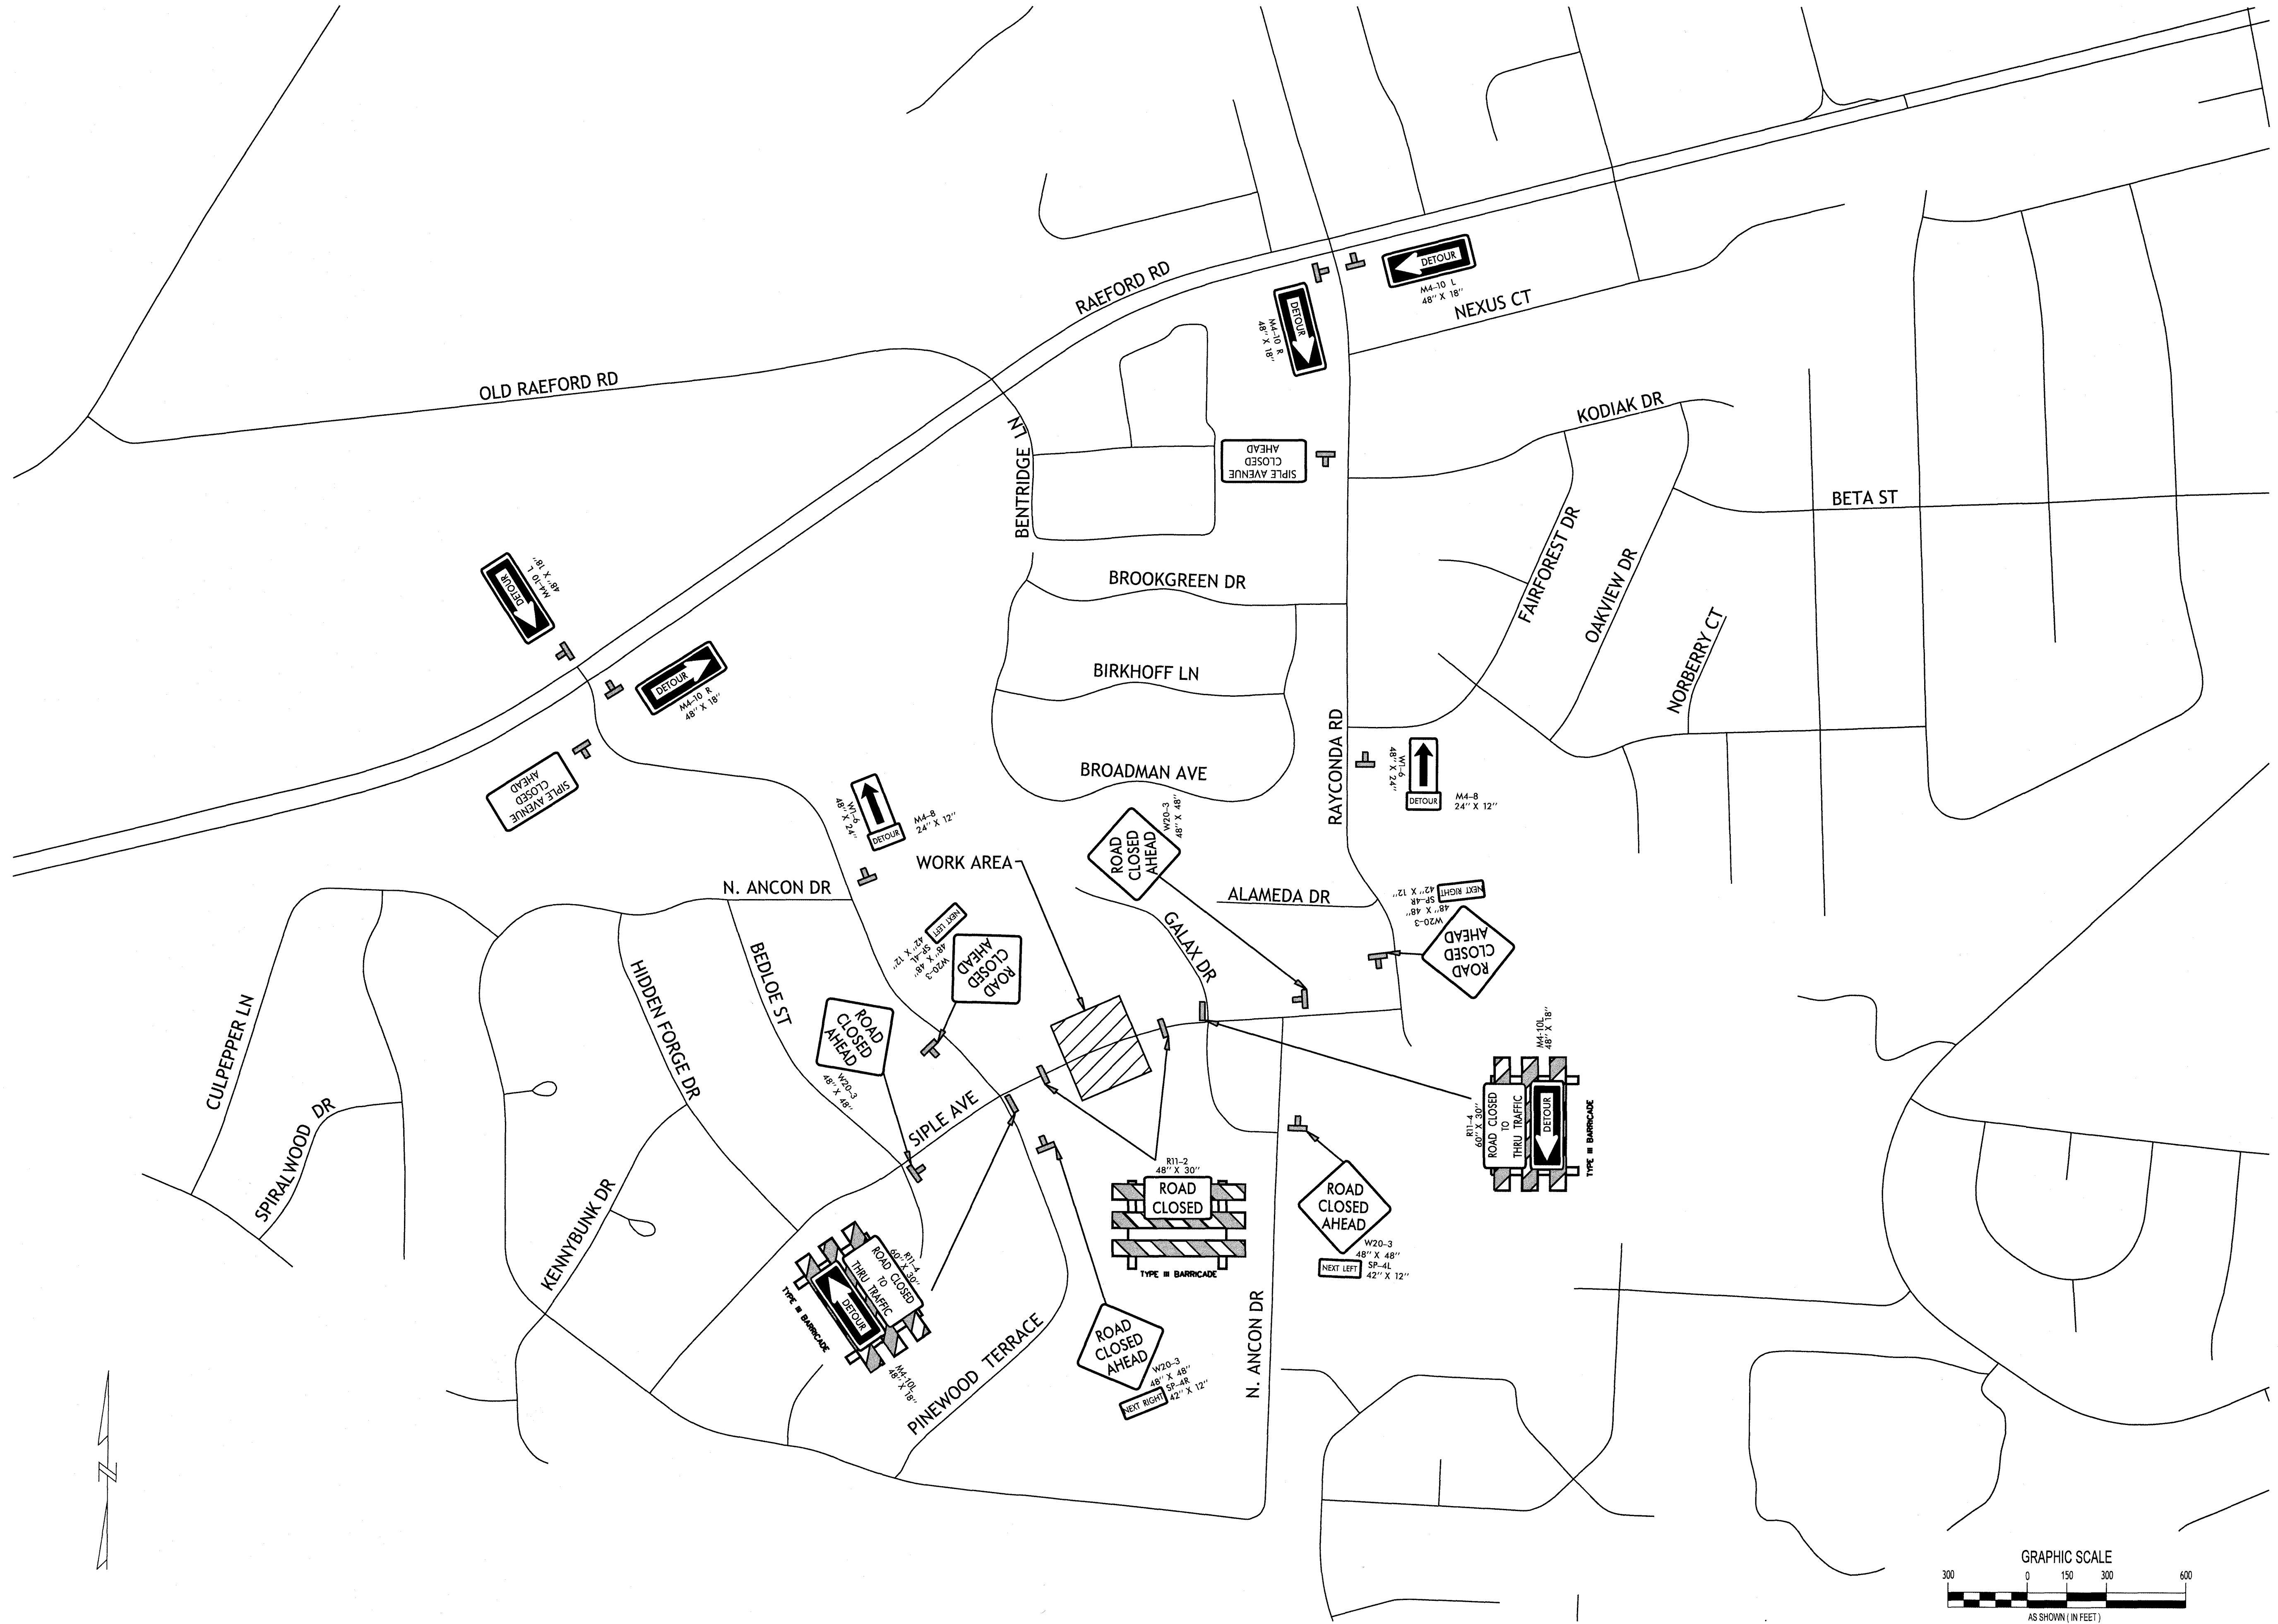 RAEFORD RD
DETOUR
M4-10 L
48" X 18"
NEXUS CT
DETOUR
M4-10 R
48" X 18"
OLD RAEFORD RD
BENTRIDGE LN
KODIAK DR
SIPLE AVENUE
CLOSED
AHEAD
BETA ST
FAIRFOREST DR
OAKVIEW DR
NORBERRY CT
BROOKGREEN DR
BIRKHOFF LN
BROADMAN AVE
RAYCONDA RD
DETOUR
M4-10 L
48" X 18"
DETOUR
M4-10 R
48" X 18"
SIPLE AVENUE
CLOSED
AHEAD
W1-6
48" X 24"
DETOUR
M4-8
24" X 12"
W1-6
48" X 24"
DETOUR
M4-8
24" X 12"
WORK AREA
ROAD
CLOSED
AHEAD
W20-3
48" X 48"
N. ANCON DR
ALAMEDA DR
GALAX DR
NEXT RIGHT
SP-4R
42" X 12"
W20-3
48" X 48"
ROAD
CLOSED
AHEAD
NEXT LEFT
SP-4L
42" X 12"
W20-3
48" X 48"
ROAD
CLOSED
AHEAD
BEDLOE ST
HIDDEN FORGE DR
CULPEPPER LN
SPIRALWOOD DR
KENNYBUNK DR
ROAD
CLOSED
AHEAD
W20-3
48" X 48"
SIPLE AVE
M4-10L
48" X 18"
R11-4
60" X 30"
ROAD CLOSED
TO
THRU TRAFFIC
DETOUR
TYPE III BARRICADE
R11-2
48" X 30"
ROAD
CLOSED
TYPE III BARRICADE
ROAD
CLOSED
AHEAD
W20-3
48" X 48"
NEXT LEFT
SP-4L
42" X 12"
R11-4
60" X 30"
ROAD CLOSED
TO
THRU TRAFFIC
DETOUR
TYPE III BARRICADE
M4-10L
48" X 18"
ROAD
CLOSED
AHEAD
W20-3
48" X 48"
NEXT RIGHT
SP-4R
42" X 12"
PINEWOOD TERRACE
N. ANCON DR
N
GRAPHIC SCALE
300 0 150 300 600
AS SHOWN ( IN FEET )